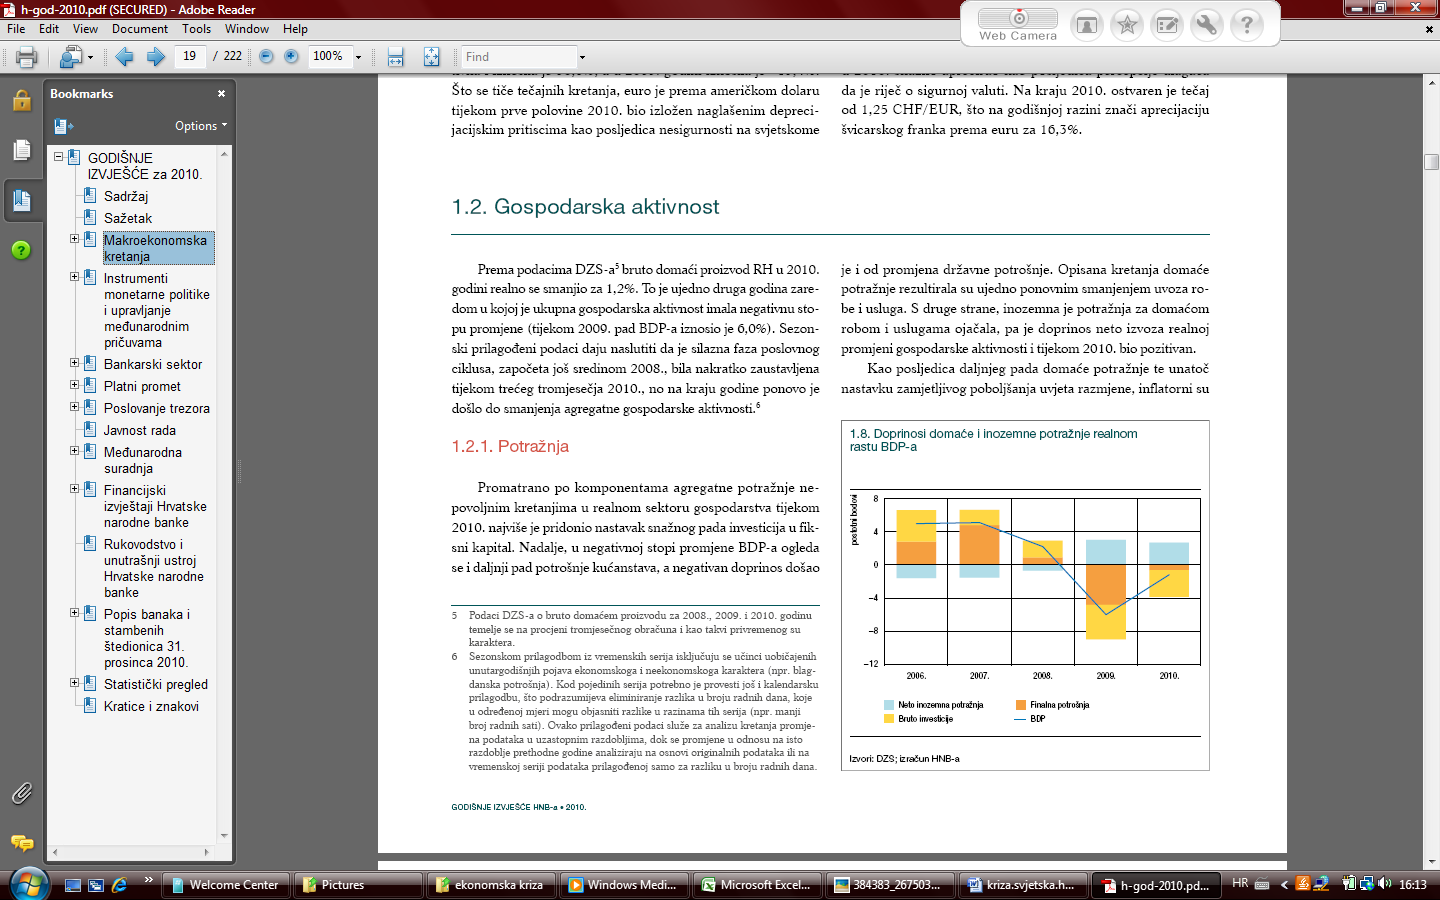 h-god-2010.pdf (SECURED) - Adobe Reader
File Edit View Document Tools Window Help
Web Camera
19 / 222 100% Find
Bookmarks
Options
GODIŠNJE
IZVJEŠĆE za 2010.
Sadržaj
Sažetak
Makroekonomska
kretanja
Instrumenti
monetarne politike
i upravljanje
međunarodnim
pričuvama
Bankarski sektor
Platni promet
Poslovanje trezora
Javnost rada
Međunarodna
suradnja
Financijski
izvještaji Hrvatske
narodne banke
Rukovodstvo i
unutrašnji ustroj
Hrvatske narodne
banke
Popis banaka i
stambenih
štedionica 31.
prosinca 2010.
Statistički pregled
Kratice i znakovi
Što se tiče tečajnih kretanja, euro je prema američkom dolaru
tijekom prve polovine 2010. bio izložen naglašenim depreci-
jacijskim pritiscima kao posljedica nesigurnosti na svjetskome
da je riječ o sigurnoj valuti. Na kraju 2010. ostvaren je tečaj
od 1,25 CHF/EUR, što na godišnjoj razini znači aprecijaciju
švicarskog franka prema euru za 16,3%.
1.2. Gospodarska aktivnost
Prema podacima DZS-a5 bruto domaći proizvod RH u 2010.
godini realno se smanjio za 1,2%. To je ujedno druga godina zare-
dom u kojoj je ukupna gospodarska aktivnost imala negativnu sto-
pu promjene (tijekom 2009. pad BDP-a iznosio je 6,0%). Sezon-
ski prilagođeni podaci daju naslutiti da je silazna faza poslovnog
ciklusa, započeta još sredinom 2008., bila nakratko zaustavljena
tijekom trećeg tromjesečja 2010., no na kraju godine ponovo je
došlo do smanjenja agregatne gospodarske aktivnosti.6
1.2.1. Potražnja
Promatrano po komponentama agregatne potražnje ne-
povoljnim kretanjima u realnom sektoru gospodarstva tijekom
2010. najviše je pridonio nastavak snažnog pada investicija u fik-
sni kapital. Nadalje, u negativnoj stopi promjene BDP-a ogleda
se i daljnji pad potrošnje kućanstava, a negativan doprinos došao
5 Podaci DZS-a o bruto domaćem proizvodu za 2008., 2009. i 2010. godinu
temelje se na procjeni tromjesečnog obračuna i kao takvi privremenog su
karaktera.
6 Sezonskom prilagodbom iz vremenskih serija isključuju se učinci uobičajenih
unutargodišnjih pojava ekonomskoga i neekonomskoga karaktera (npr. blag-
danska potrošnja). Kod pojedinih serija potrebno je provesti još i kalendarsku
prilagodbu, što podrazumijeva eliminiranje razlika u broju radnih dana, koje
u određenoj mjeri mogu objasniti razlike u razinama tih serija (npr. manji
broj radnih sati). Ovako prilagođeni podaci služe za analizu kretanja promje-
na podataka u uzastopnim razdobljima, dok se promjene u odnosu na isto
razdoblje prethodne godine analiziraju na osnovi originalnih podataka ili na
vremenskoj seriji podataka prilagođenoj samo za razliku u broju radnih dana.
GODIŠNJE IZVJEŠĆE HNB-a • 2010.
je i od promjena državne potrošnje. Opisana kretanja domaće
potražnje rezultirala su ujedno ponovnim smanjenjem uvoza ro-
be i usluga. S druge strane, inozemna je potražnja za domaćom
robom i uslugama ojačala, pa je doprinos neto izvoza realnoj
promjeni gospodarske aktivnosti i tijekom 2010. bio pozitivan.
Kao posljedica daljnjeg pada domaće potražnje te unatoč
nastavku zamjetljivog poboljšanja uvjeta razmjene, inflatorni su
1.8. Doprinosi domaće i inozemne potražnje realnom
rastu BDP-a
postotni bodovi
8
4
0
–4
–8
–12
2006. 2007. 2008. 2009. 2010.
Neto inozemna potražnja Finalna potrošnja
Bruto investicije BDP
Izvori: DZS; izračun HNB-a
Welcome Center Pictures ekonomska kriza Windows Medi... Microsoft Excel... 384383_267503... kriza.svjetska.h... h-god-2010.pd... HR 16:13